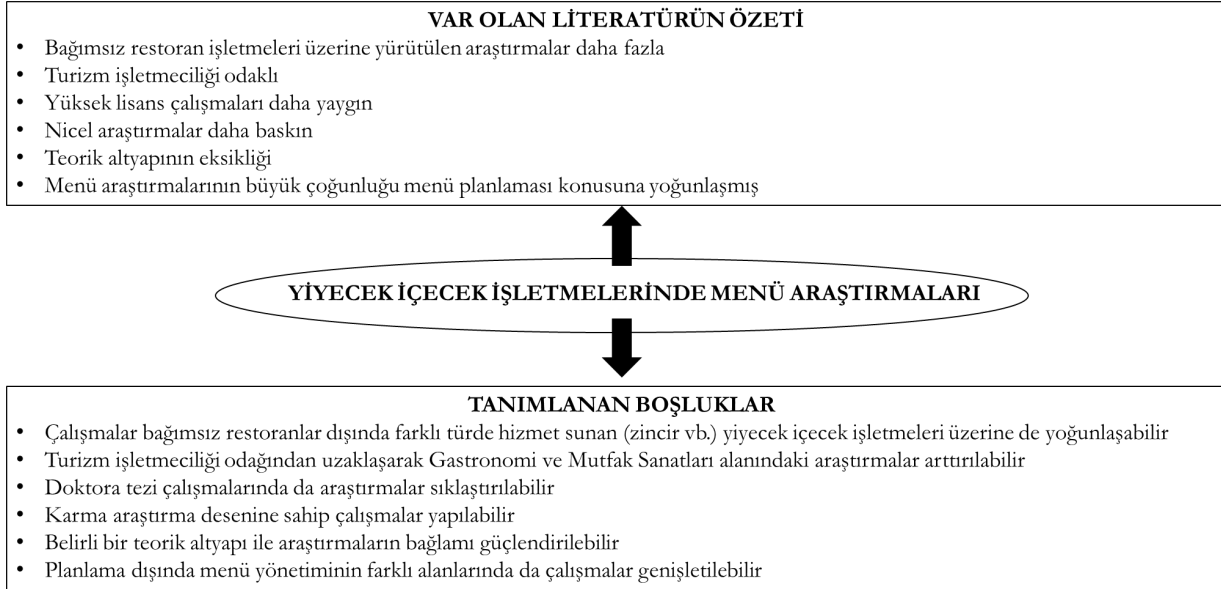 VAR OLAN LİTERATÜRÜN ÖZETİ
• Bağımsız restoran işletmeleri üzerine yürütülen araştırmalar daha fazla
• Turizm işletmeciliği odaklı
• Yüksek lisans çalışmaları daha yaygın
• Nicel araştırmalar daha baskın
• Teorik altyapının eksikliği
• Menü araştırmalarının büyük çoğunluğu menü planlaması konusuna yoğunlaşmış
YİYECEK İÇECEK İŞLETMELERİNDE MENÜ ARAŞTIRMALARI
TANIMLANAN BOŞLUKLAR
• Çalışmalar bağımsız restoranlar dışında farklı türde hizmet sunan (zincir vb.) yiyecek içecek işletmeleri üzerine de yoğunlaşabilir
• Turizm işletmeciliği odağından uzaklaşarak Gastronomi ve Mutfak Sanatları alanındaki araştırmalar arttırılabilir
• Doktora tezi çalışmalarında da araştırmalar sıklaştırılabilir
• Karma araştırma desenine sahip çalışmalar yapılabilir
• Belirli bir teorik altyapı ile araştırmaların bağlamı güçlendirilebilir
• Planlama dışında menü yönetiminin farklı alanlarında da çalışmalar genişletilebilir